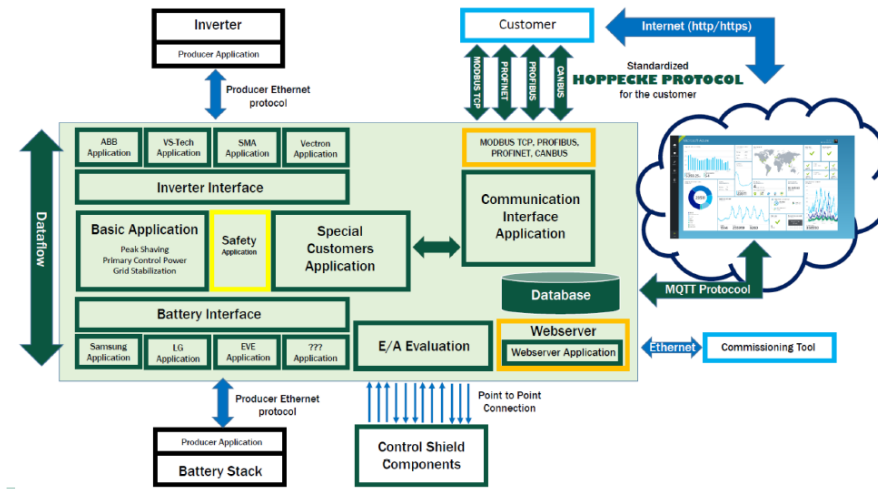 Inverter
Producer Application
Customer
Internet (http/https)
Producer Ethernet
protocol
MODBUS TCP
PROFINET
PROFIBUS
CANBUS
Standardized
HOPPECKE PROTOCOL
for the customer
Dataflow
ABB
Application
VS-Tech
Application
SMA
Application
Vectron
Application
MODBUS TCP, PROFIBUS,
PROFINET, CANBUS
Inverter Interface
Communication
Interface
Application
Basic Application
Peak Shaving
Primary Control Power
Grid Stabilization
Safety
Application
Special
Customers
Application
Database
MQTT Protocool
Battery Interface
Samsung
Application
LG
Application
EVE
Application
???
Application
E/A Evaluation
Webserver
Webserver Application
Ethernet
Commissioning Tool
Producer Ethernet
protocol
Point to Point
Connection
Producer Application
Battery Stack
Control Shield
Components